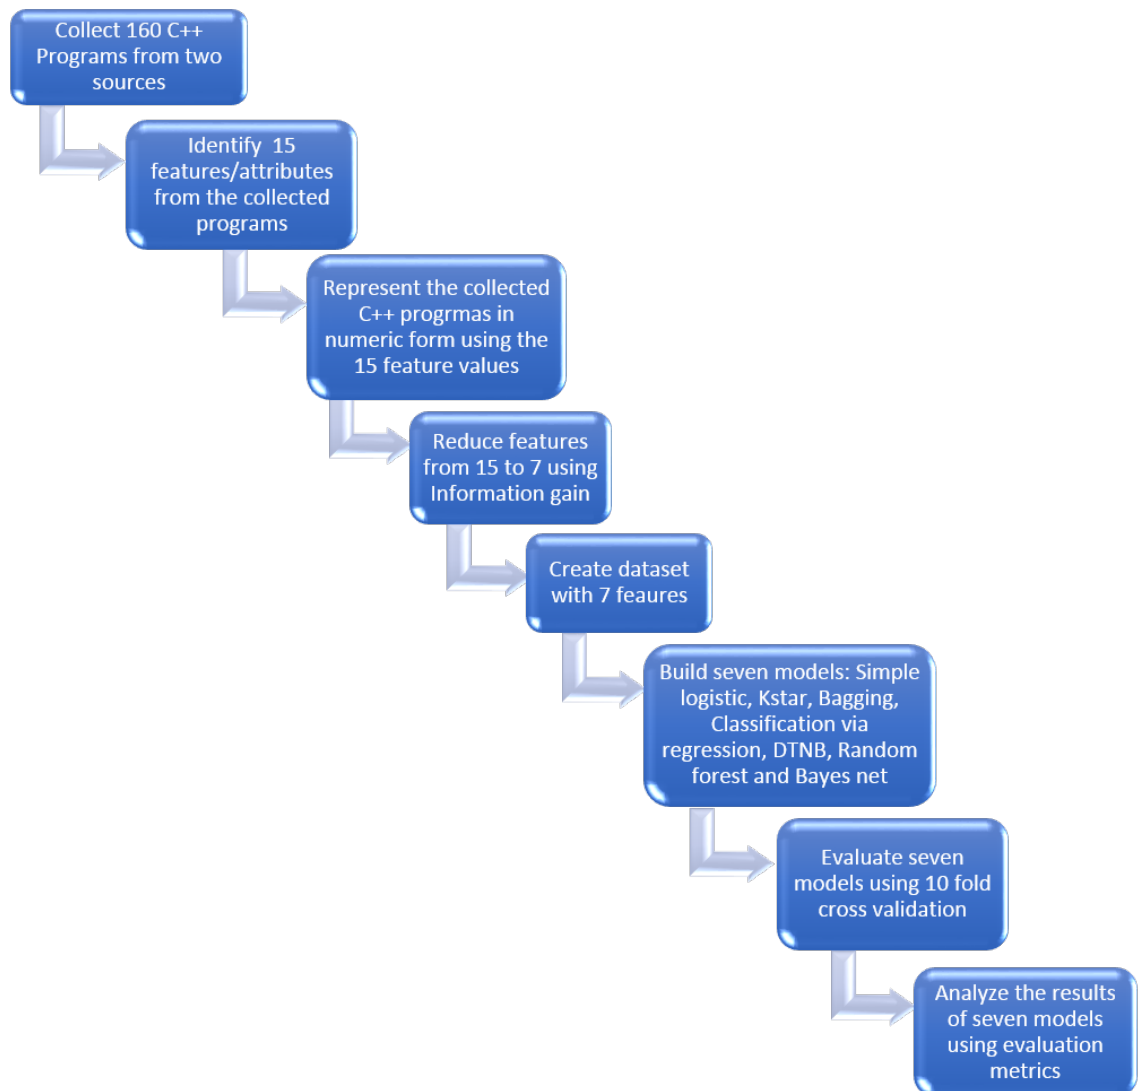 Collect 160 C++
Programs from two
sources
Identify 15
features/attributes
from the collected
programs
Represent the collected
C++ progrmas in
numeric form using the
15 feature values
Reduce features
from 15 to 7 using
Information gain
Create dataset
with 7 feaures
Build seven models: Simple
logistic, Kstar, Bagging,
Classification via
regression, DTNB, Random
forest and Bayes net
Evaluate seven
models using 10 fold
cross validation
Analyze the results
of seven models
using evaluation
metrics